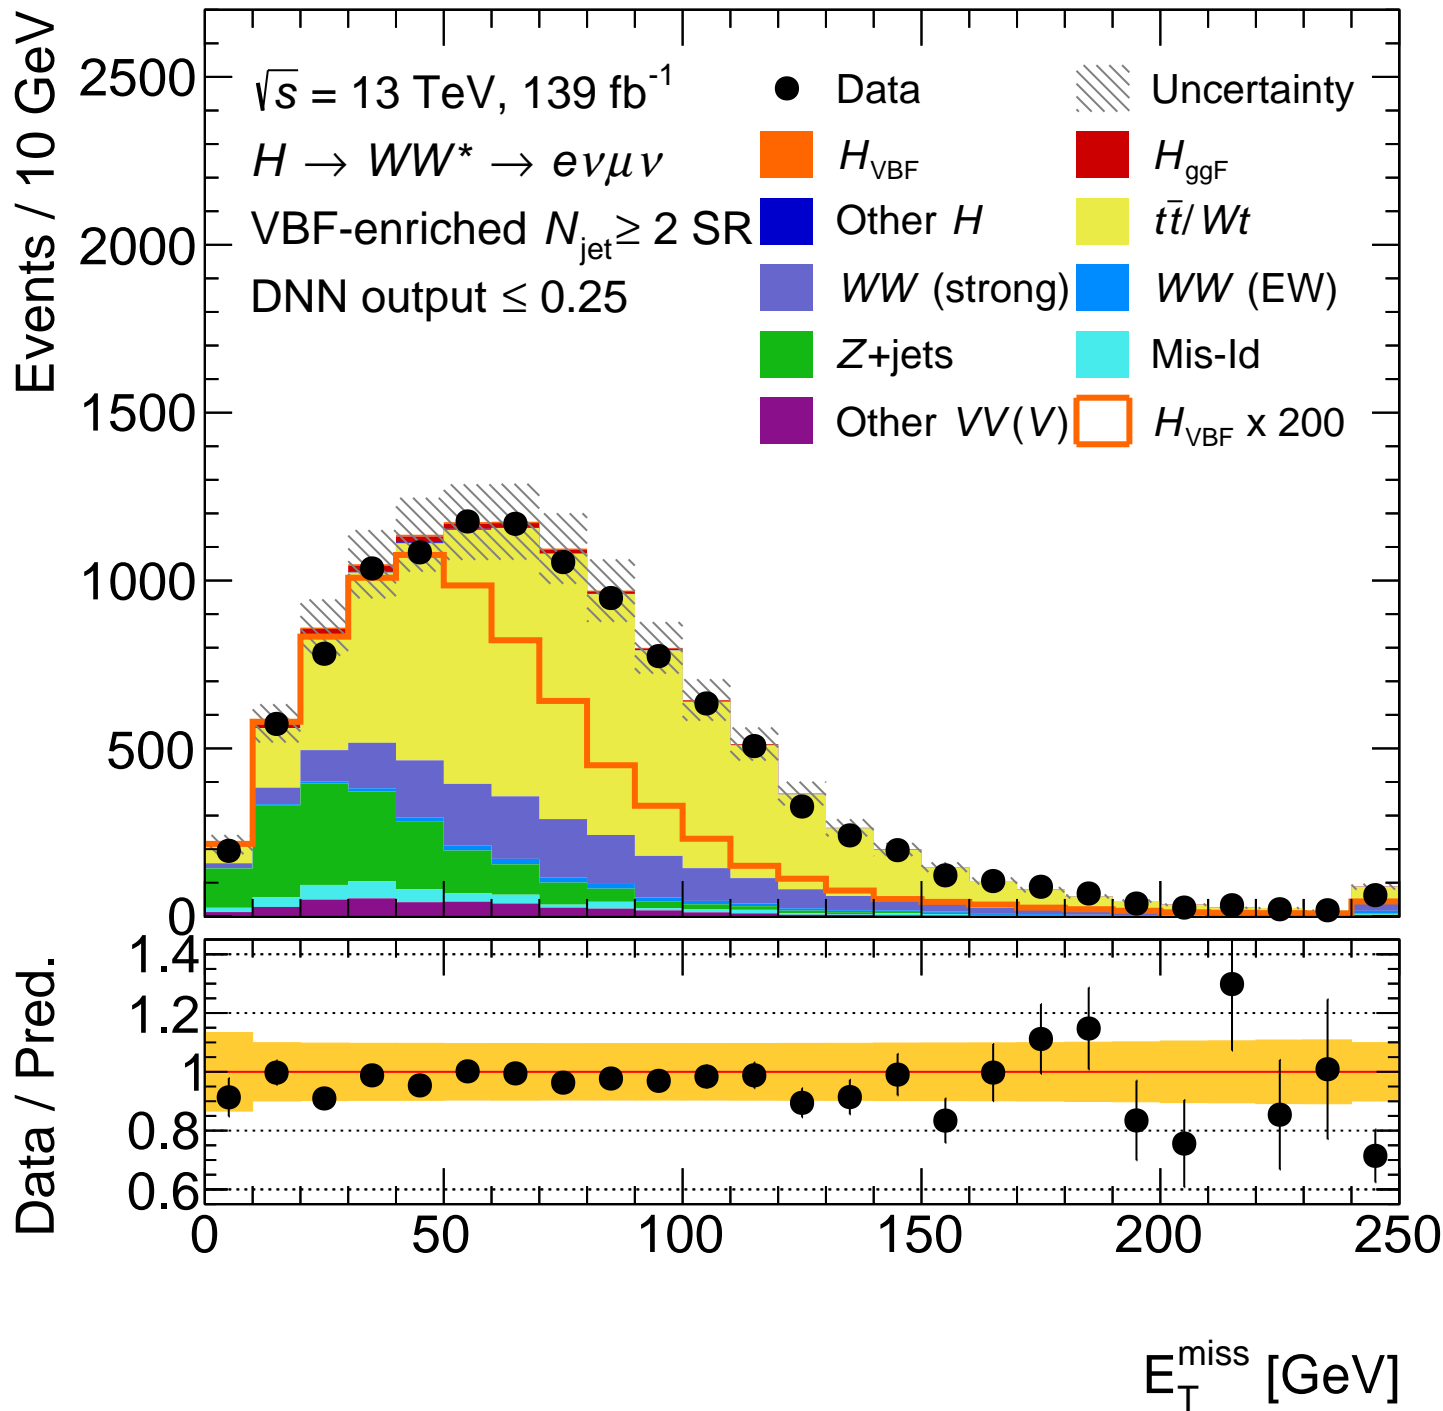 Events / 10 GeV
2500
2000
1500
1000
500
0
√s = 13 TeV, 139 fb⁻¹
H → WW* → eνμν
VBF-enriched N_jet ≥ 2 SR
DNN output ≤ 0.25
Data
Uncertainty
H_VBF
H_ggF
Other H
tt̄/Wt
WW (strong)
WW (EW)
Z+jets
Mis-Id
Other VV(V)
H_VBF x 200
Data / Pred.
1.4
1.2
1
0.8
0.6
0 50 100 150 200 250
E_T^miss [GeV]